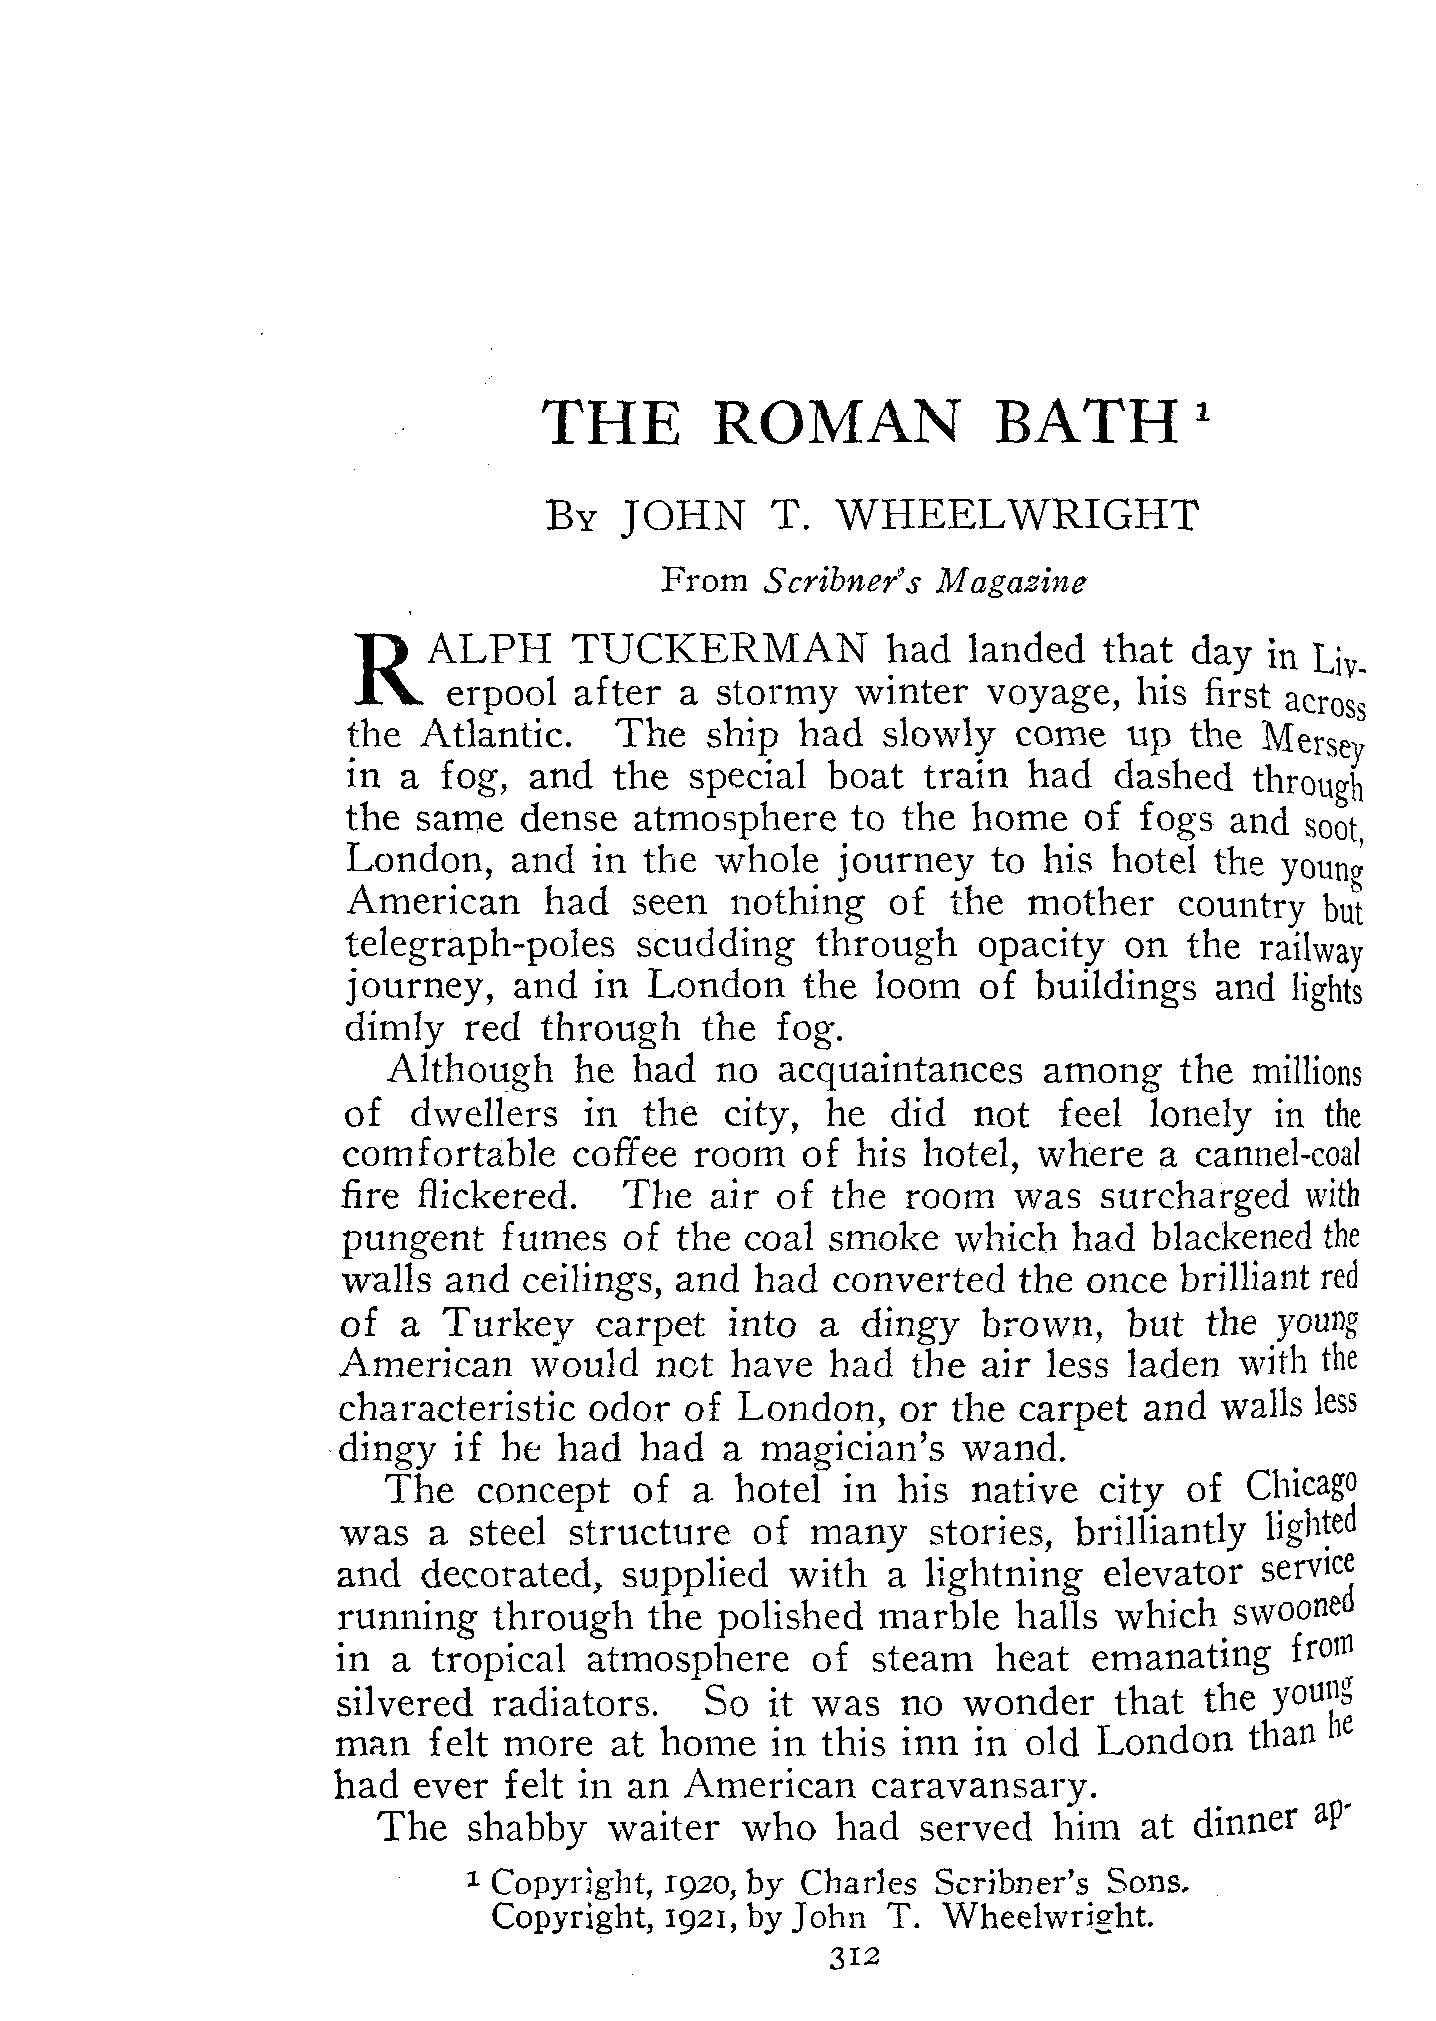 THE ROMAN BATH 1
By JOHN T. WHEELWRIGHT
From Scribner's Magazine
RALPH TUCKERMAN had landed that day in Liv-
erpool after a stormy winter voyage, his first across
the Atlantic. The ship had slowly come up the Mersey
in a fog, and the special boat train had dashed through
the same dense atmosphere to the home of fogs and soot,
London, and in the whole journey to his hotel the young
American had seen nothing of the mother country but
telegraph-poles scudding through opacity on the railway
journey, and in London the loom of buildings and lights
dimly red through the fog.
Although he had no acquaintances among the millions
of dwellers in the city, he did not feel lonely in the
comfortable coffee room of his hotel, where a cannel-coal
fire flickered. The air of the room was surcharged with
pungent fumes of the coal smoke which had blackened the
walls and ceilings, and had converted the once brilliant red
of a Turkey carpet into a dingy brown, but the young
American would not have had the air less laden with the
characteristic odor of London, or the carpet and walls less
dingy if he had had a magician's wand.
The concept of a hotel in his native city of Chicago
was a steel structure of many stories, brilliantly lighted
and decorated, supplied with a lightning elevator service
running through the polished marble halls which swooned
in a tropical atmosphere of steam heat emanating from
silvered radiators. So it was no wonder that the young
man felt more at home in this inn in old London than he
had ever felt in an American caravansary.
The shabby waiter who had served him at dinner ap-
1 Copyright, 1920, by Charles Scribner's Sons.
Copyright, 1921, by John T. Wheelwright.
312